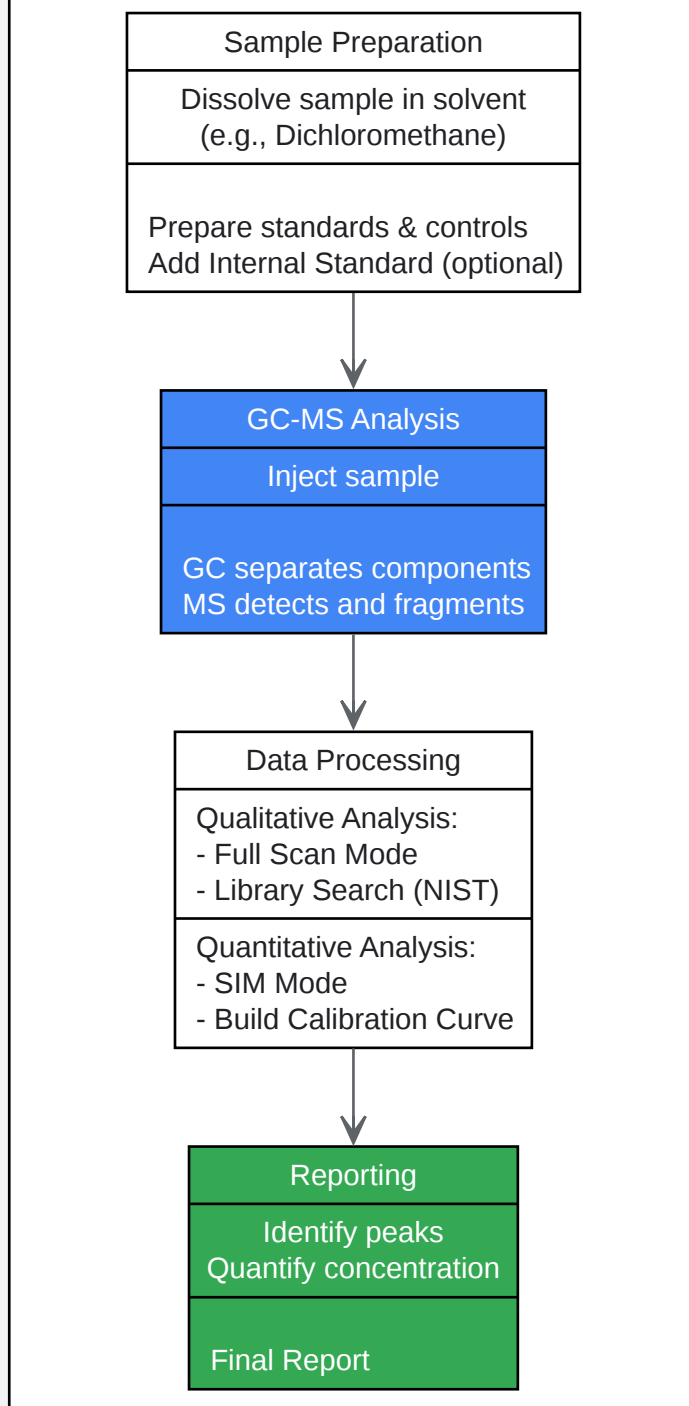 Sample Preparation
Dissolve sample in solvent
(e.g., Dichloromethane)
Prepare standards & controls
Add Internal Standard (optional)
GC-MS Analysis
Inject sample
GC separates components
MS detects and fragments
Data Processing
Qualitative Analysis:
- Full Scan Mode
- Library Search (NIST)
Quantitative Analysis:
- SIM Mode
- Build Calibration Curve
Reporting
Identify peaks
Quantify concentration
Final Report